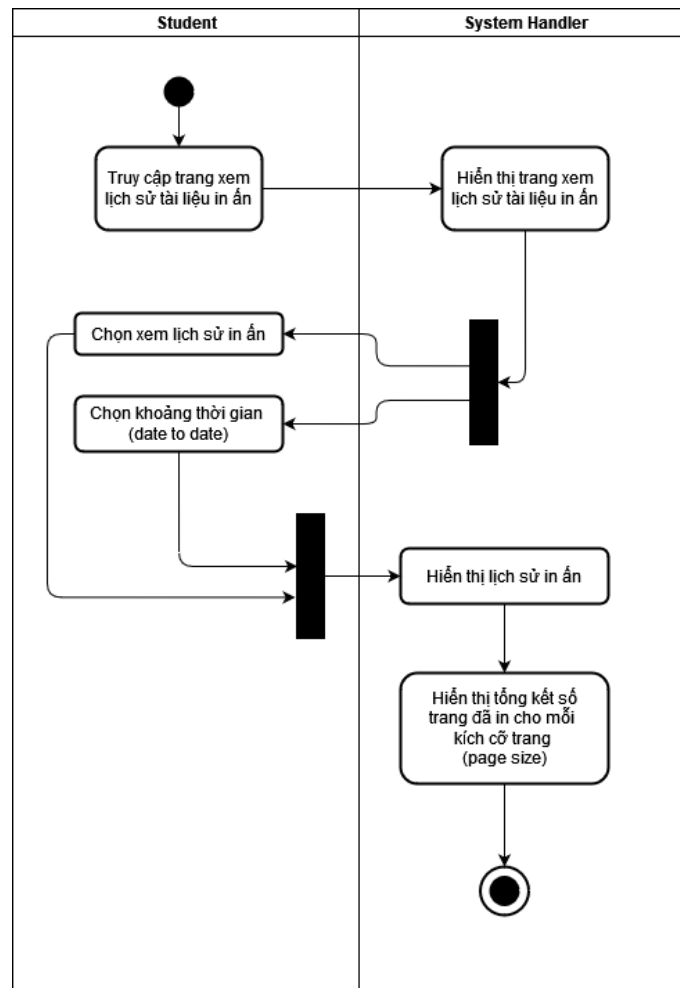 Student
System Handler
Truy cập trang xem
lịch sử tài liệu in ấn
Hiển thị trang xem
lịch sử tài liệu in ấn
Chọn xem lịch sử in ấn
Chọn khoảng thời gian
(date to date)
Hiển thị lịch sử in ấn
Hiển thị tổng kết số
trang đã in cho mỗi
kích cỡ trang
(page size)